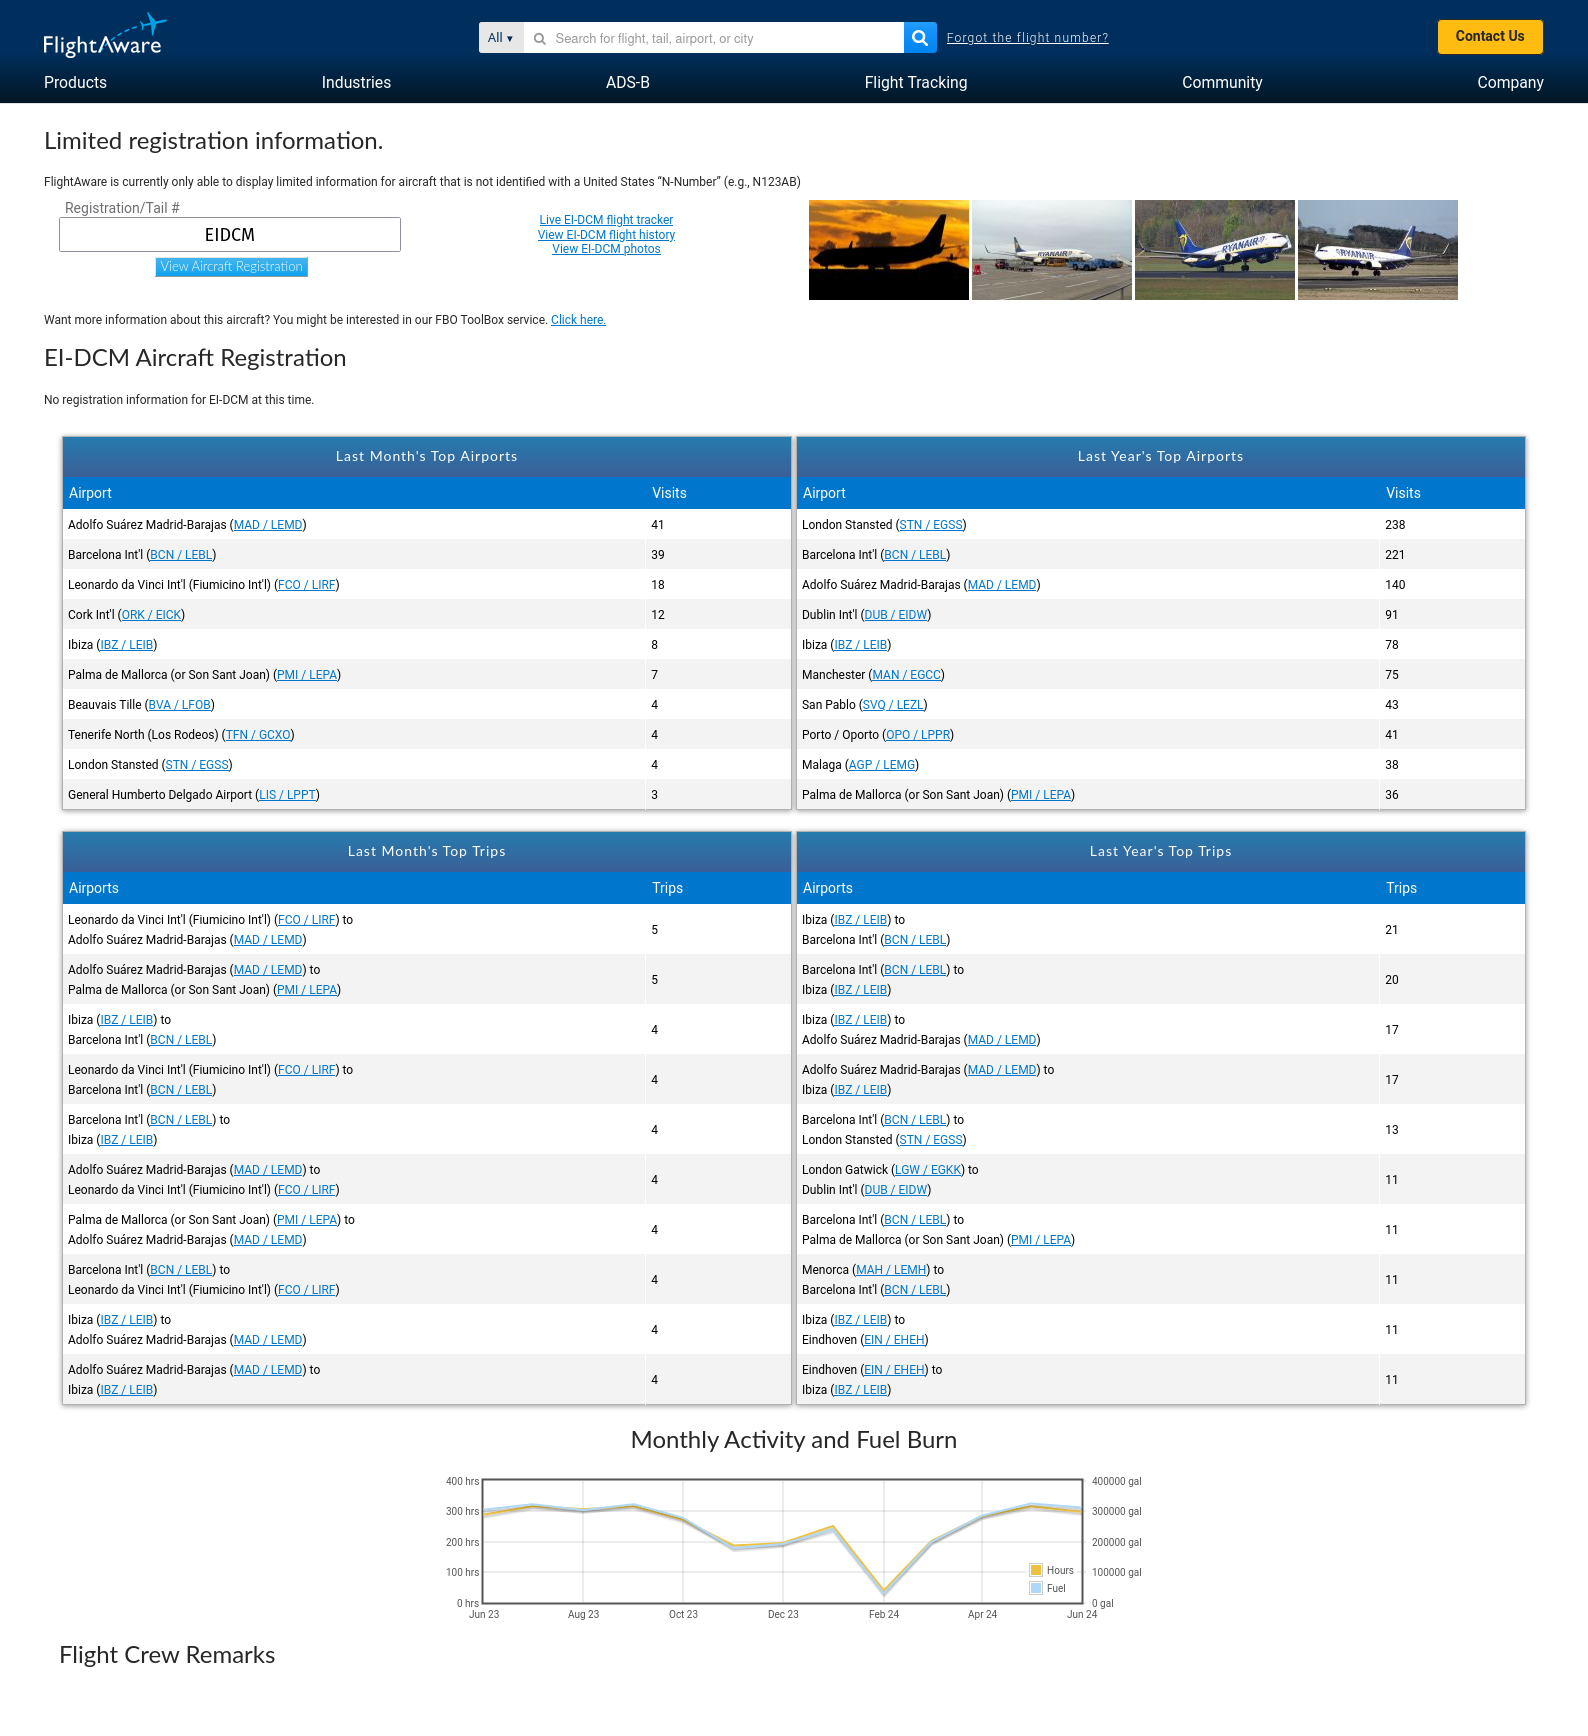 FlightAware
All ▼
Search for flight, tail, airport, or city
Forgot the flight number?
Contact Us
Products
Industries
ADS-B
Flight Tracking
Community
Company
Limited registration information.
FlightAware is currently only able to display limited information for aircraft that is not identified with a United States “N-Number” (e.g., N123AB)
Registration/Tail #
EIDCM
View Aircraft Registration
Live EI-DCM flight tracker
View EI-DCM flight history
View EI-DCM photos
RYANAIR
RYANAIR
RYANAIR
Want more information about this aircraft? You might be interested in our FBO ToolBox service. Click here.
EI-DCM Aircraft Registration
No registration information for EI-DCM at this time.
Last Month's Top Airports
Airport Visits
Adolfo Suárez Madrid-Barajas (MAD / LEMD) 41
Barcelona Int'l (BCN / LEBL) 39
Leonardo da Vinci Int'l (Fiumicino Int'l) (FCO / LIRF) 18
Cork Int'l (ORK / EICK) 12
Ibiza (IBZ / LEIB) 8
Palma de Mallorca (or Son Sant Joan) (PMI / LEPA) 7
Beauvais Tille (BVA / LFOB) 4
Tenerife North (Los Rodeos) (TFN / GCXO) 4
London Stansted (STN / EGSS) 4
General Humberto Delgado Airport (LIS / LPPT) 3
Last Year's Top Airports
Airport Visits
London Stansted (STN / EGSS) 238
Barcelona Int'l (BCN / LEBL) 221
Adolfo Suárez Madrid-Barajas (MAD / LEMD) 140
Dublin Int'l (DUB / EIDW) 91
Ibiza (IBZ / LEIB) 78
Manchester (MAN / EGCC) 75
San Pablo (SVQ / LEZL) 43
Porto / Oporto (OPO / LPPR) 41
Malaga (AGP / LEMG) 38
Palma de Mallorca (or Son Sant Joan) (PMI / LEPA) 36
Last Month's Top Trips
Airports Trips
Leonardo da Vinci Int'l (Fiumicino Int'l) (FCO / LIRF) to
Adolfo Suárez Madrid-Barajas (MAD / LEMD)
5
Adolfo Suárez Madrid-Barajas (MAD / LEMD) to
Palma de Mallorca (or Son Sant Joan) (PMI / LEPA)
5
Ibiza (IBZ / LEIB) to
Barcelona Int'l (BCN / LEBL)
4
Leonardo da Vinci Int'l (Fiumicino Int'l) (FCO / LIRF) to
Barcelona Int'l (BCN / LEBL)
4
Barcelona Int'l (BCN / LEBL) to
Ibiza (IBZ / LEIB)
4
Adolfo Suárez Madrid-Barajas (MAD / LEMD) to
Leonardo da Vinci Int'l (Fiumicino Int'l) (FCO / LIRF)
4
Palma de Mallorca (or Son Sant Joan) (PMI / LEPA) to
Adolfo Suárez Madrid-Barajas (MAD / LEMD)
4
Barcelona Int'l (BCN / LEBL) to
Leonardo da Vinci Int'l (Fiumicino Int'l) (FCO / LIRF)
4
Ibiza (IBZ / LEIB) to
Adolfo Suárez Madrid-Barajas (MAD / LEMD)
4
Adolfo Suárez Madrid-Barajas (MAD / LEMD) to
Ibiza (IBZ / LEIB)
4
Last Year's Top Trips
Airports Trips
Ibiza (IBZ / LEIB) to
Barcelona Int'l (BCN / LEBL)
21
Barcelona Int'l (BCN / LEBL) to
Ibiza (IBZ / LEIB)
20
Ibiza (IBZ / LEIB) to
Adolfo Suárez Madrid-Barajas (MAD / LEMD)
17
Adolfo Suárez Madrid-Barajas (MAD / LEMD) to
Ibiza (IBZ / LEIB)
17
Barcelona Int'l (BCN / LEBL) to
London Stansted (STN / EGSS)
13
London Gatwick (LGW / EGKK) to
Dublin Int'l (DUB / EIDW)
11
Barcelona Int'l (BCN / LEBL) to
Palma de Mallorca (or Son Sant Joan) (PMI / LEPA)
11
Menorca (MAH / LEMH) to
Barcelona Int'l (BCN / LEBL)
11
Ibiza (IBZ / LEIB) to
Eindhoven (EIN / EHEH)
11
Eindhoven (EIN / EHEH) to
Ibiza (IBZ / LEIB)
11
Monthly Activity and Fuel Burn
400 hrs 400000 gal
300 hrs 300000 gal
200 hrs 200000 gal
100 hrs 100000 gal
0 hrs 0 gal
Hours
Fuel
Jun 23 Aug 23 Oct 23 Dec 23 Feb 24 Apr 24 Jun 24
Flight Crew Remarks